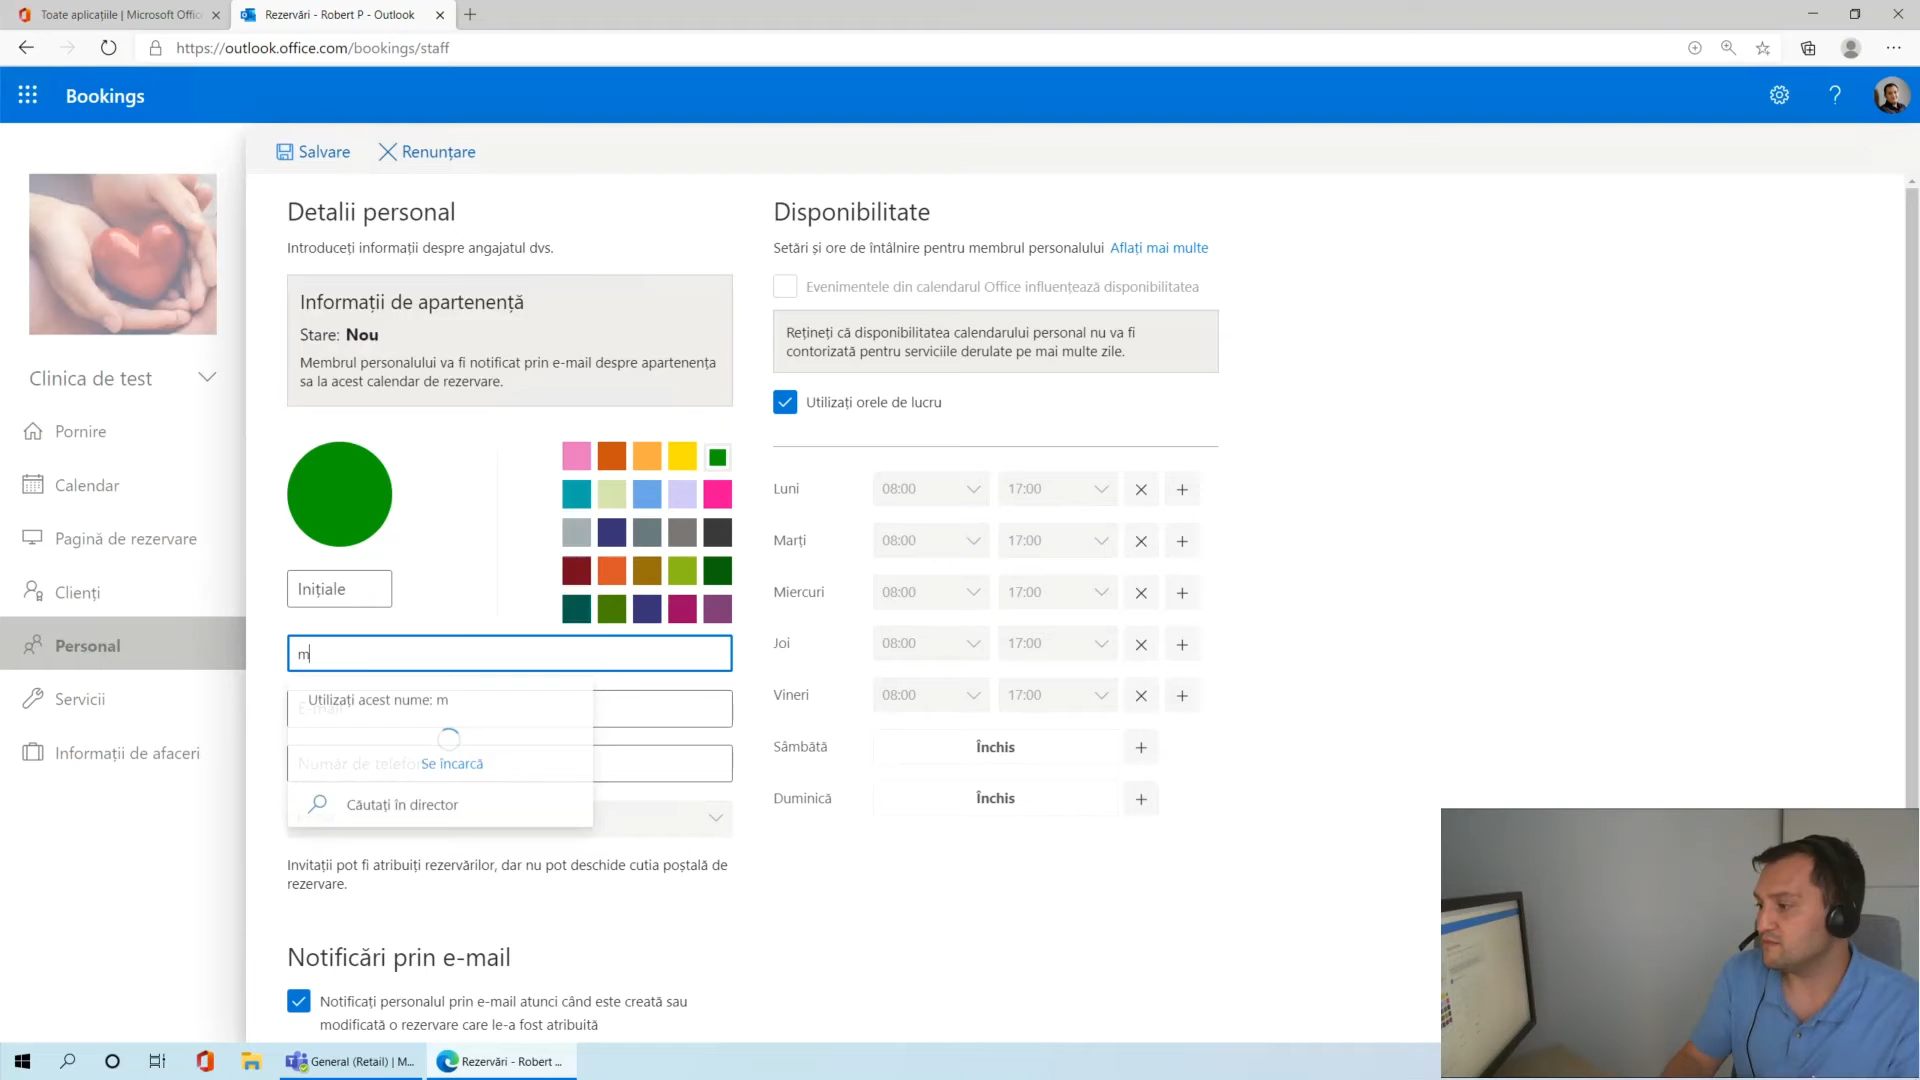 Toate aplicațiile | Microsoft Offic
Rezervări - Robert P - Outlook
https://outlook.office.com/bookings/staff
Bookings
Salvare
Renunțare
Detalii personal
Introduceți informații despre angajatul dvs.
Informații de apartenență
Stare: Nou
Membrul personalului va fi notificat prin e-mail despre apartenența
sa la acest calendar de rezervare.
Clinica de test
Pornire
Calendar
Pagină de rezervare
Clienți
Personal
Servicii
Informații de afaceri
Inițiale
m
Utilizați acest nume: m
E-mail
Număr de telefon
Se încarcă
Căutați în director
Invitații pot fi atribuiți rezervărilor, dar nu pot deschide cutia poștală de
rezervare.
Notificări prin e-mail
Notificați personalul prin e-mail atunci când este creată sau
modificată o rezervare care le-a fost atribuită
Disponibilitate
Setări și ore de întâlnire pentru membrul personalului Aflați mai multe
Evenimentele din calendarul Office influențează disponibilitatea
Rețineți că disponibilitatea calendarului personal nu va fi
contorizată pentru serviciile derulate pe mai multe zile.
Utilizați orele de lucru
Luni 08:00 17:00
Marți 08:00 17:00
Miercuri 08:00 17:00
Joi 08:00 17:00
Vineri 08:00 17:00
Sâmbătă Închis
Duminică Închis
General (Retail) | M...
Rezervări - Robert ...